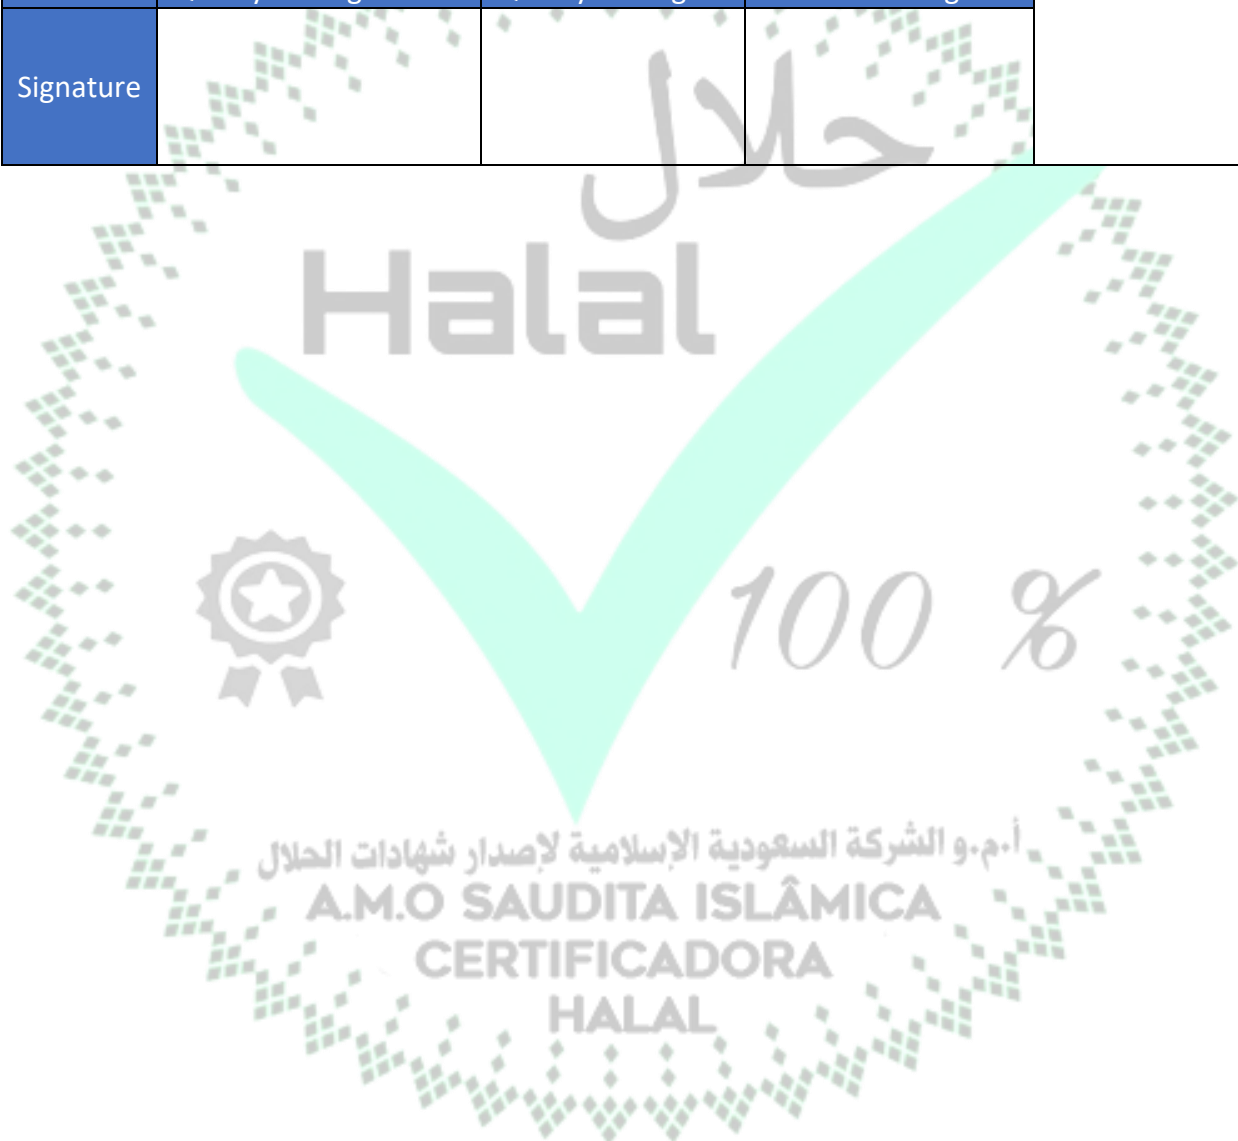 Signature
حلال
Halal
100 %
أ.م.و الشركة السعودية الإسلامية لإصدار شهادات الحلال
A.M.O SAUDITA ISLÂMICA
CERTIFICADORA
HALAL